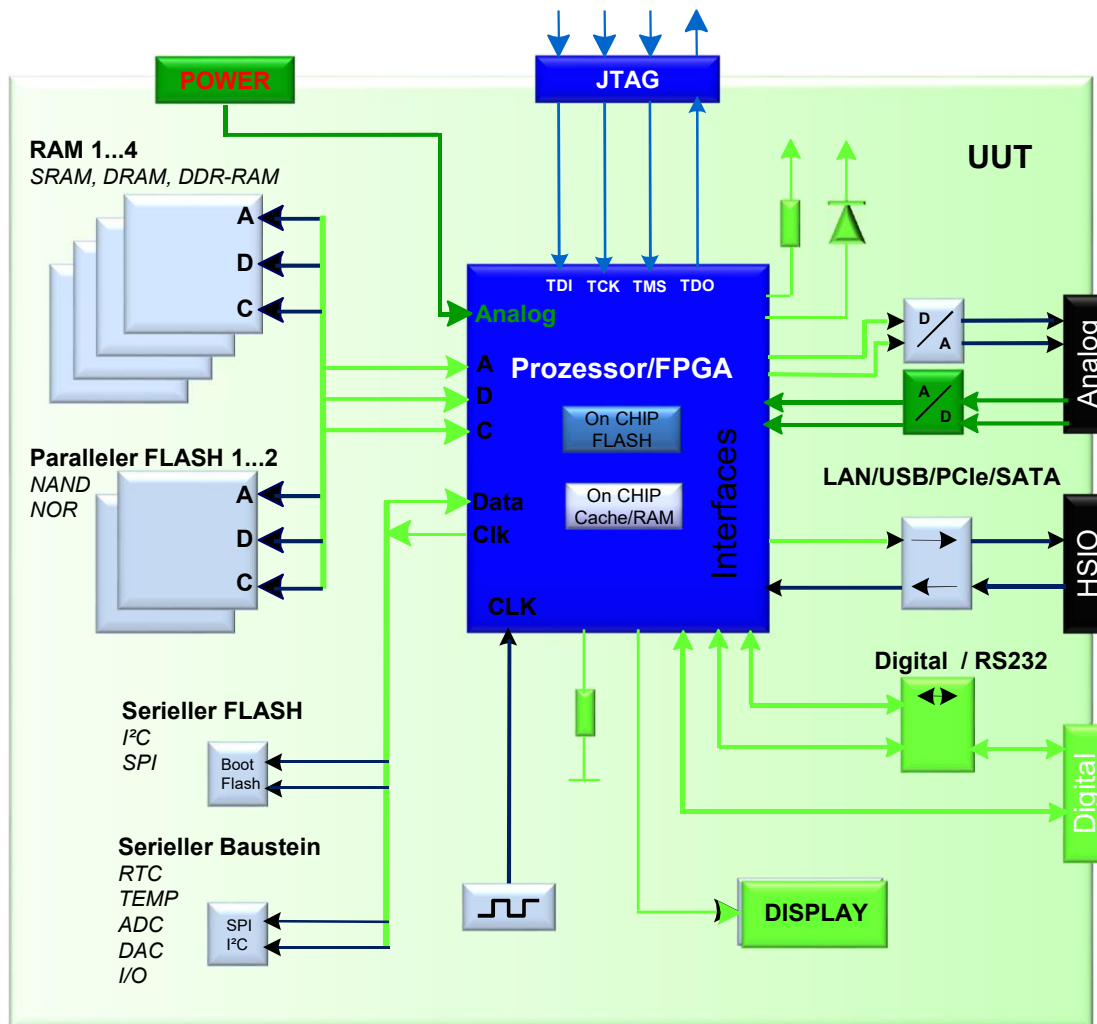 POWER
JTAG
UUT
RAM 1...4
SRAM, DRAM, DDR-RAM
A
D
C
TDI TCK TMS TDO
Analog
Prozessor/FPGA
A
D
C
On CHIP
FLASH
On CHIP
Cache/RAM
Interfaces
Data
Clk
CLK
D
A
A
D
Analog
LAN/USB/PCIe/SATA
HSIO
Paralleler FLASH 1...2
NAND
NOR
A
D
C
Digital / RS232
Digital
Serieller FLASH
I²C
SPI
Boot
Flash
Serieller Baustein
RTC
TEMP
ADC
DAC
I/O
SPI
I²C
DISPLAY